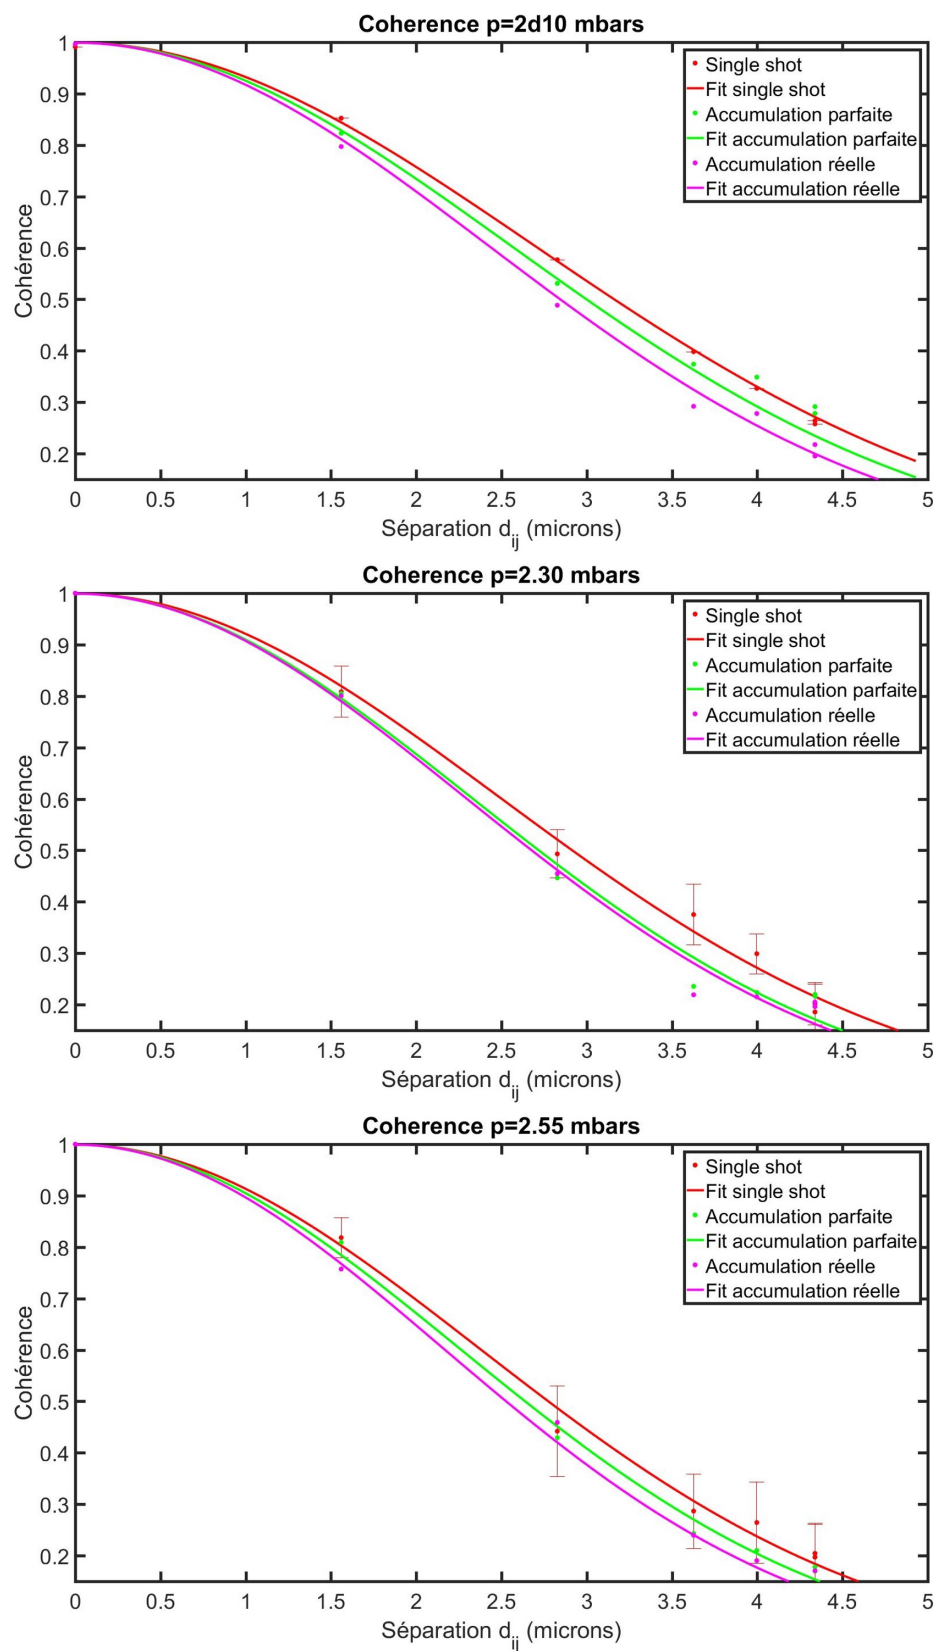 Coherence p=2d10 mbars
Single shot
Fit single shot
Accumulation parfaite
Fit accumulation parfaite
Accumulation réelle
Fit accumulation réelle
Cohérence
1
0.9
0.8
0.7
0.6
0.5
0.4
0.3
0.2
0 0.5 1 1.5 2 2.5 3 3.5 4 4.5 5
Séparation d_ij (microns)
Coherence p=2.30 mbars
Single shot
Fit single shot
Accumulation parfaite
Fit accumulation parfaite
Accumulation réelle
Fit accumulation réelle
Cohérence
1
0.9
0.8
0.7
0.6
0.5
0.4
0.3
0.2
0 0.5 1 1.5 2 2.5 3 3.5 4 4.5 5
Séparation d_ij (microns)
Coherence p=2.55 mbars
Single shot
Fit single shot
Accumulation parfaite
Fit accumulation parfaite
Accumulation réelle
Fit accumulation réelle
Cohérence
1
0.9
0.8
0.7
0.6
0.5
0.4
0.3
0.2
0 0.5 1 1.5 2 2.5 3 3.5 4 4.5 5
Séparation d_ij (microns)